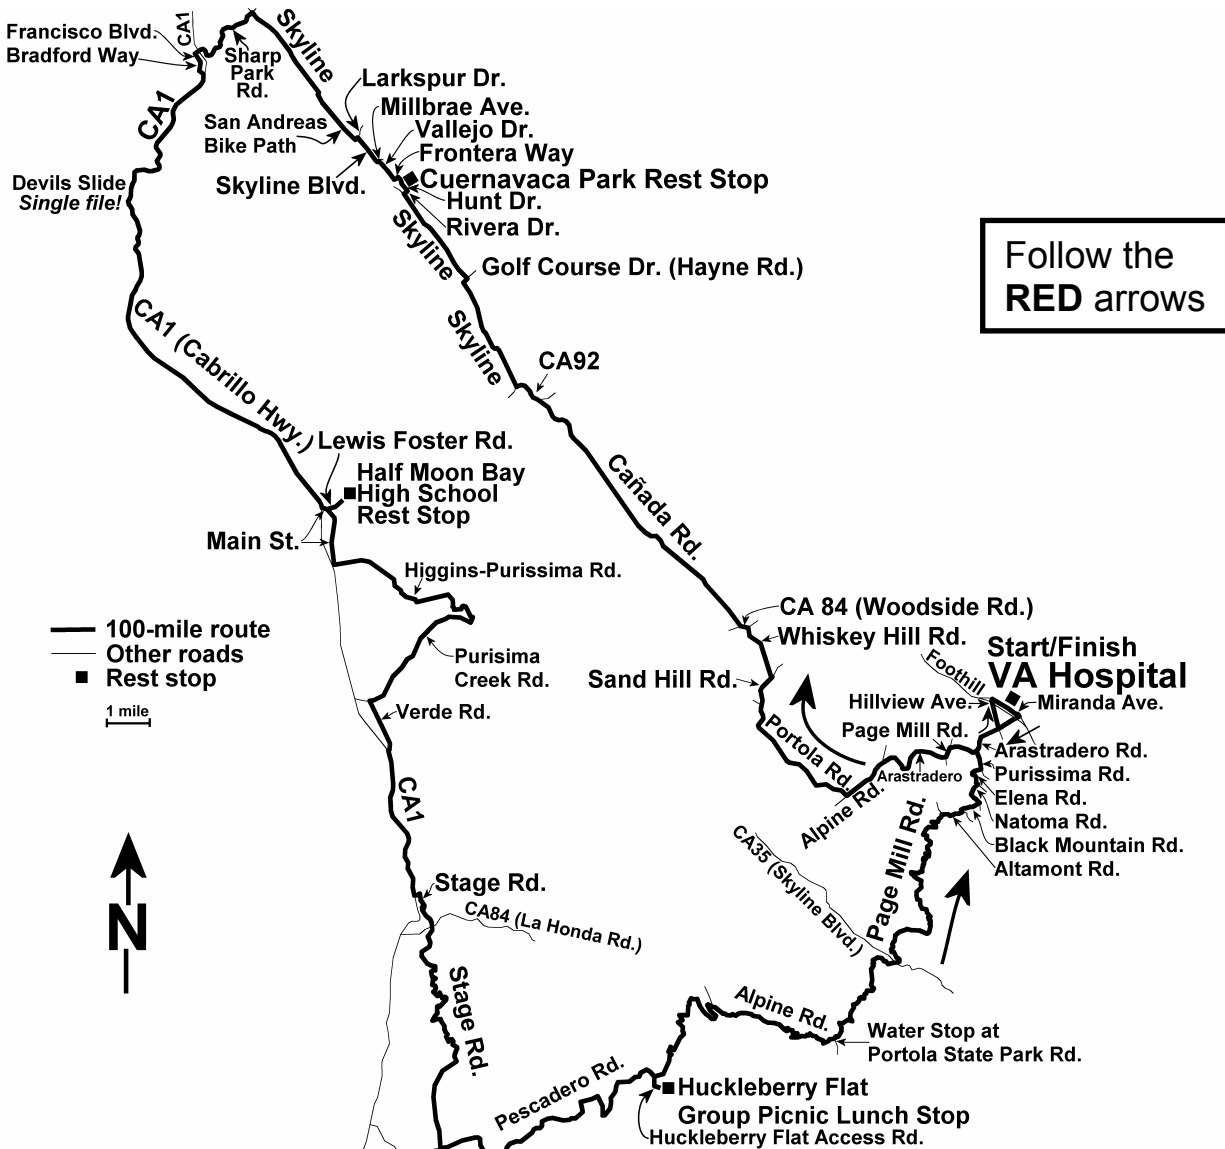 CA1
Francisco Blvd.
Bradford Way
Skyline
Sharp
Park
Rd.
Larkspur Dr.
Millbrae Ave.
CA1
San Andreas
Bike Path
Vallejo Dr.
Frontera Way
Skyline Blvd.
Cuernavaca Park Rest Stop
Devils Slide
Single file!
Hunt Dr.
Rivera Dr.
Skyline
Golf Course Dr. (Hayne Rd.)
Follow the
RED arrows
CA1 (Cabrillo Hwy.)
Skyline
CA92
Lewis Foster Rd.
Half Moon Bay
High School
Rest Stop
Cañada Rd.
Main St.
Higgins-Purissima Rd.
CA 84 (Woodside Rd.)
Whiskey Hill Rd.
100-mile route
Other roads
Rest stop
1 mile
Purisima
Creek Rd.
Sand Hill Rd.
Foothill
Start/Finish
VA Hospital
Hillview Ave.
Miranda Ave.
Verde Rd.
Page Mill Rd.
Portola Rd.
Arastradero Rd.
Arastradero
Purissima Rd.
CA1
Alpine Rd.
Elena Rd.
Natoma Rd.
Black Mountain Rd.
Altamont Rd.
Page Mill Rd.
CA35 (Skyline Blvd.)
Stage Rd.
CA84 (La Honda Rd.)
N
Stage Rd.
Alpine Rd.
Water Stop at
Portola State Park Rd.
Pescadero Rd.
Huckleberry Flat
Group Picnic Lunch Stop
Huckleberry Flat Access Rd.